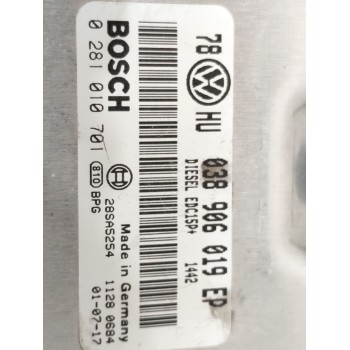 78 HU
038 906 019 EP
DIESEL EDC15P+ 1442
BOSCH
0 281 010 701
810 BPG
28SA5254
Made in Germany
1128 0684
01-07-17